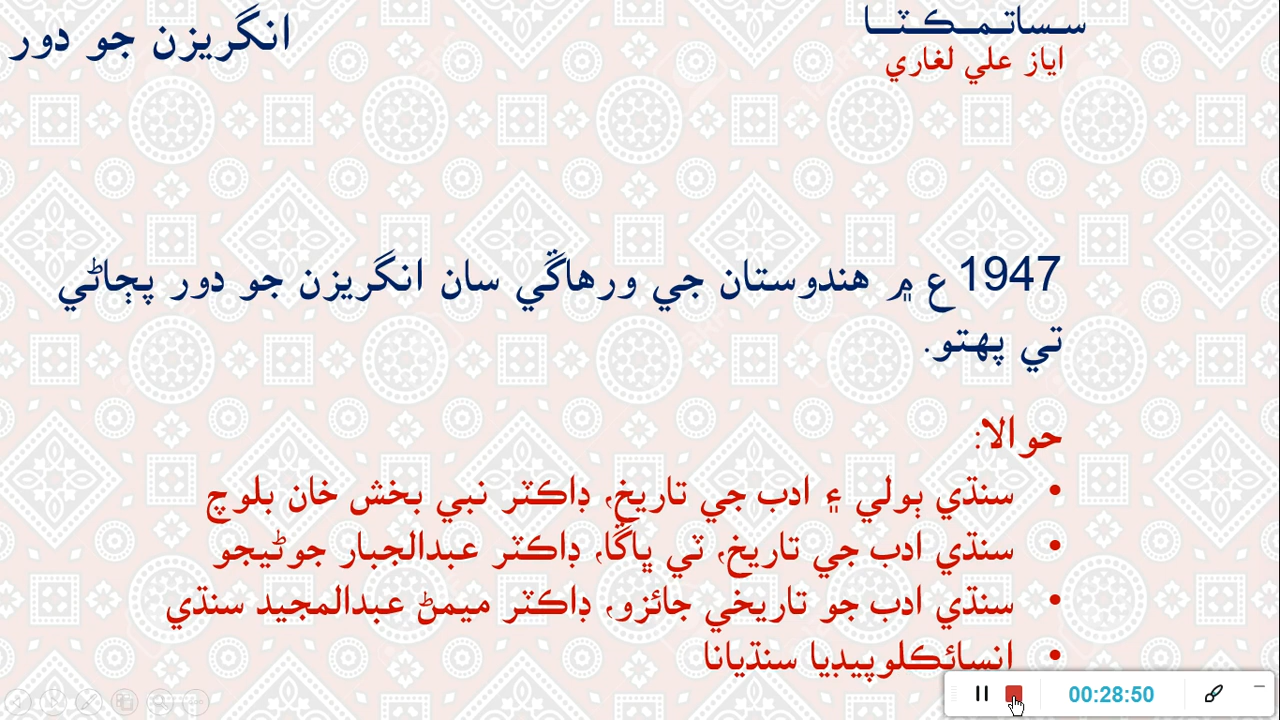 سساتمڪٽا
اياز علي لغاري
انگريزن جو دور
1947ع ۾ هندوستان جي ورهاڱي سان انگريزن جو دور پڄاڻي
تي پهتو.
حوالا:
• سنڌي ٻولي ۽ ادب جي تاريخ، ڊاڪٽر نبي بخش خان بلوچ
• سنڌي ادب جي تاريخ، ٽي ڀاڱا، ڊاڪٽر عبدالجبار جوڻيجو
• سنڌي ادب جو تاريخي جائزو، ڊاڪٽر ميمڻ عبدالمجيد سنڌي
• انسائڪلوپيڊيا سنڌيانا
00:28:50